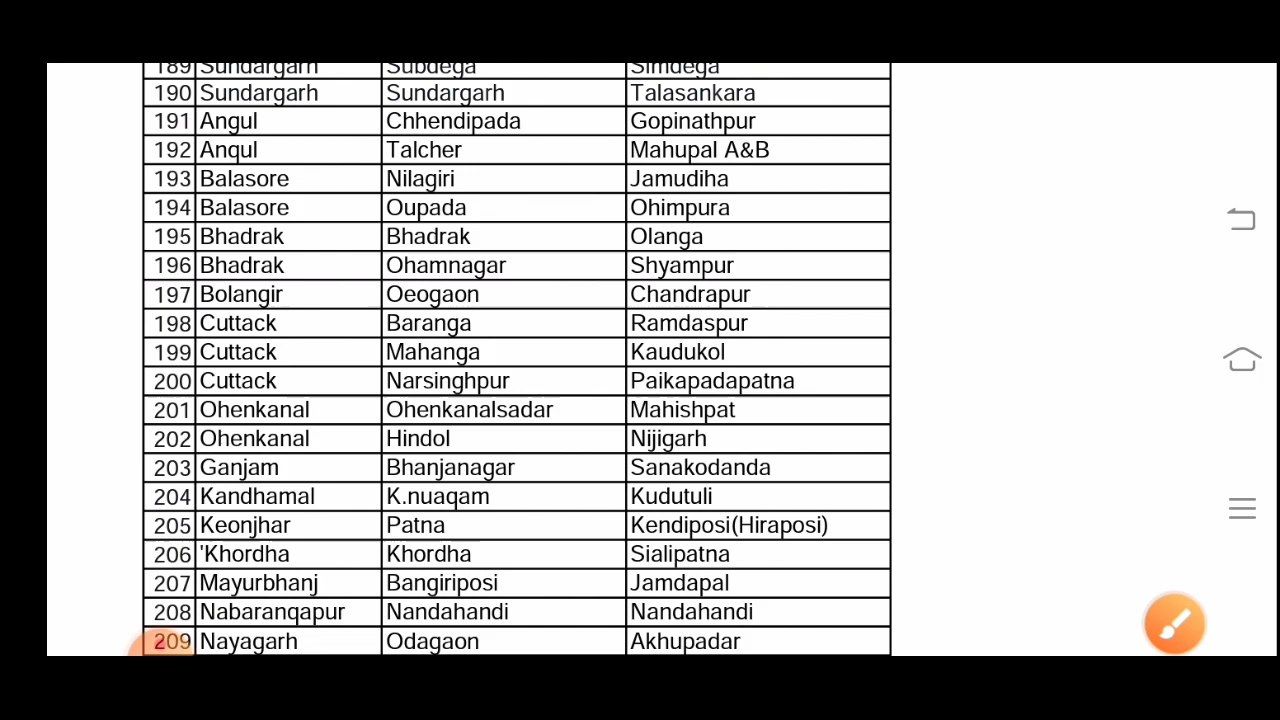 189 Sundargarh Subdega Simdega
190 Sundargarh Sundargarh Talasankara
191 Angul Chhendipada Gopinathpur
192 Anqul Talcher Mahupal A&B
193 Balasore Nilagiri Jamudiha
194 Balasore Oupada Ohimpura
195 Bhadrak Bhadrak Olanga
196 Bhadrak Ohamnagar Shyampur
197 Bolangir Oeogaon Chandrapur
198 Cuttack Baranga Ramdaspur
199 Cuttack Mahanga Kaudukol
200 Cuttack Narsinghpur Paikapadapatna
201 Ohenkanal Ohenkanalsadar Mahishpat
202 Ohenkanal Hindol Nijigarh
203 Ganjam Bhanjanagar Sanakodanda
204 Kandhamal K.nuaqam Kudutuli
205 Keonjhar Patna Kendiposi(Hiraposi)
206 'Khordha Khordha Sialipatna
207 Mayurbhanj Bangiriposi Jamdapal
208 Nabaranqapur Nandahandi Nandahandi
209 Nayagarh Odagaon Akhupadar